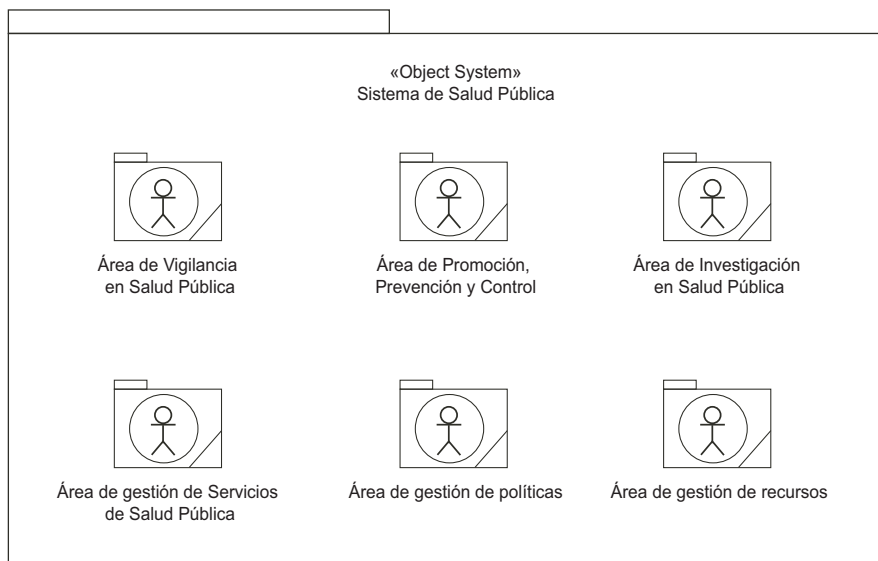 «Object System»
Sistema de Salud Pública
Área de Vigilancia
en Salud Pública
Área de Promoción,
Prevención y Control
Área de Investigación
en Salud Pública
Área de gestión de Servicios
de Salud Pública
Área de gestión de políticas
Área de gestión de recursos